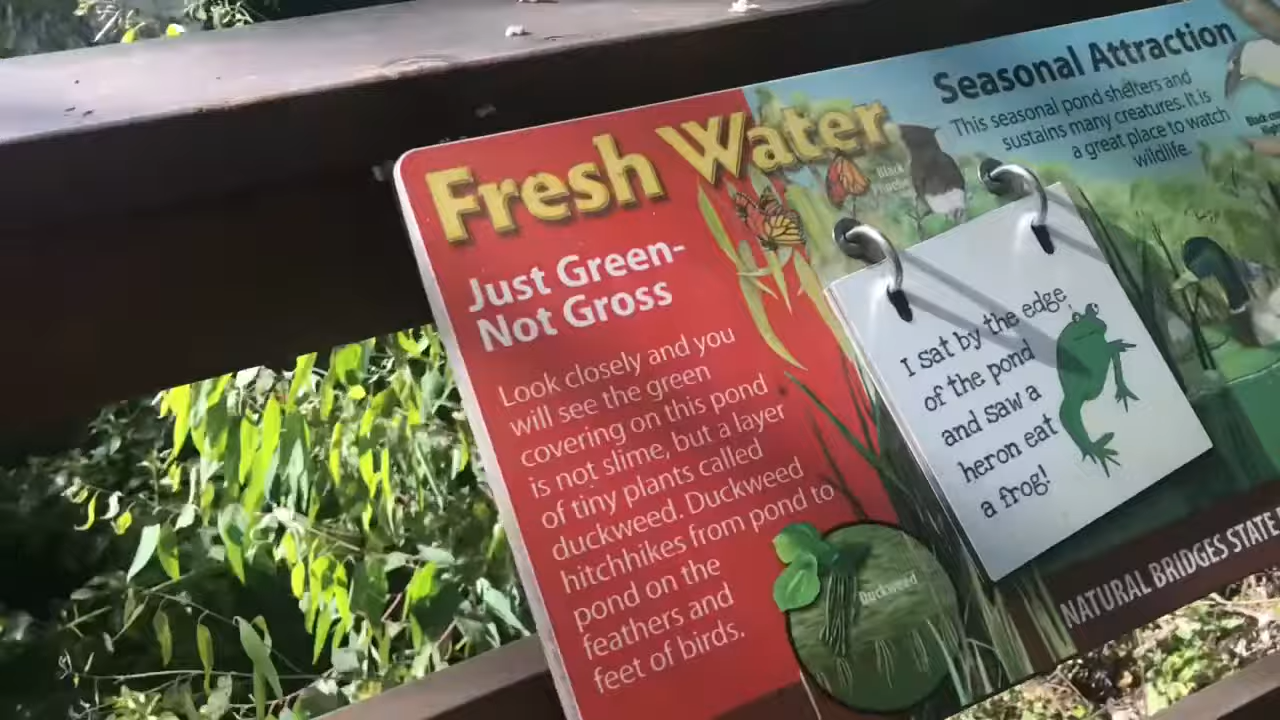 Fresh Water
Just Green-
Not Gross
Look closely and you
will see the green
covering on this pond
is not slime, but a layer
of tiny plants called
duckweed. Duckweed
hitchhikes from pond to
pond on the
feathers and
feet of birds.
Duckweed
Black
Phoebe
Seasonal Attraction
This seasonal pond shelters and
sustains many creatures. It is
a great place to watch
wildlife.
I sat by the edge
of the pond
and saw a
heron eat
a frog!
NATURAL BRIDGES STATE